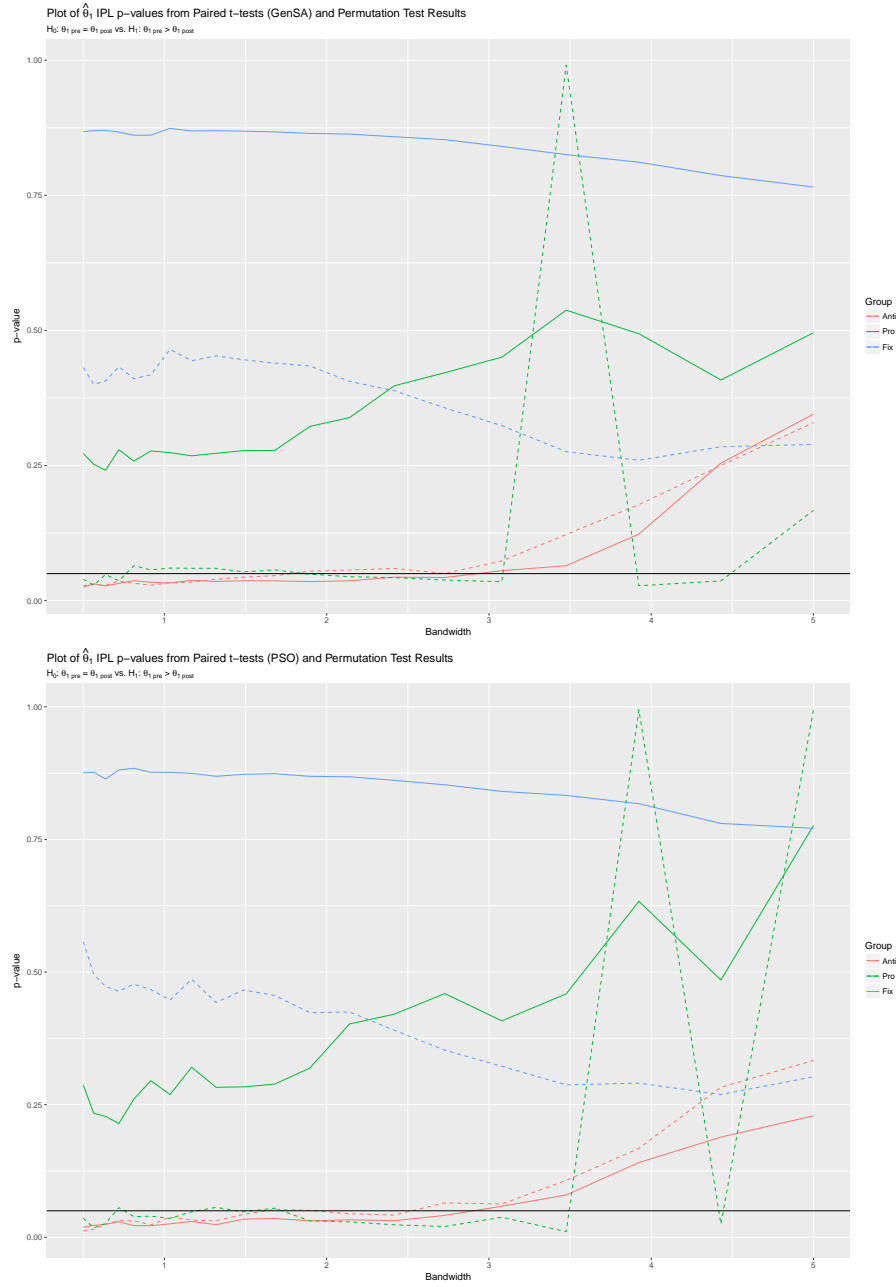 Plot of θ̂₁ IPL p−values from Paired t−tests (GenSA) and Permutation Test Results
H₀: θ₁ pre = θ₁ post vs. H₁: θ₁ pre > θ₁ post
1.00
0.75
0.50
0.25
0.00
p−value
1 2 3 4 5
Bandwidth
Group
Anti
Pro
Fix
Plot of θ̂₁ IPL p−values from Paired t−tests (PSO) and Permutation Test Results
H₀: θ₁ pre = θ₁ post vs. H₁: θ₁ pre > θ₁ post
1.00
0.75
0.50
0.25
0.00
p−value
1 2 3 4 5
Bandwidth
Group
Anti
Pro
Fix